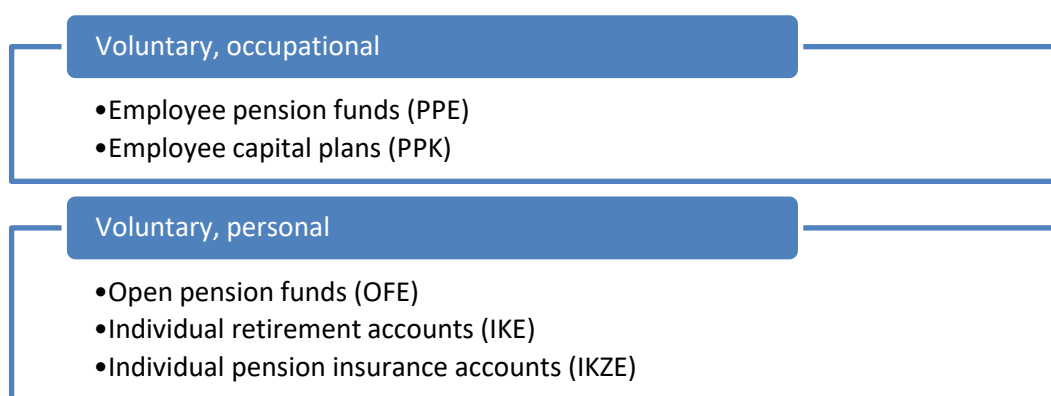 Voluntary, occupational
•Employee pension funds (PPE)
•Employee capital plans (PPK)
Voluntary, personal
•Open pension funds (OFE)
•Individual retirement accounts (IKE)
•Individual pension insurance accounts (IKZE)